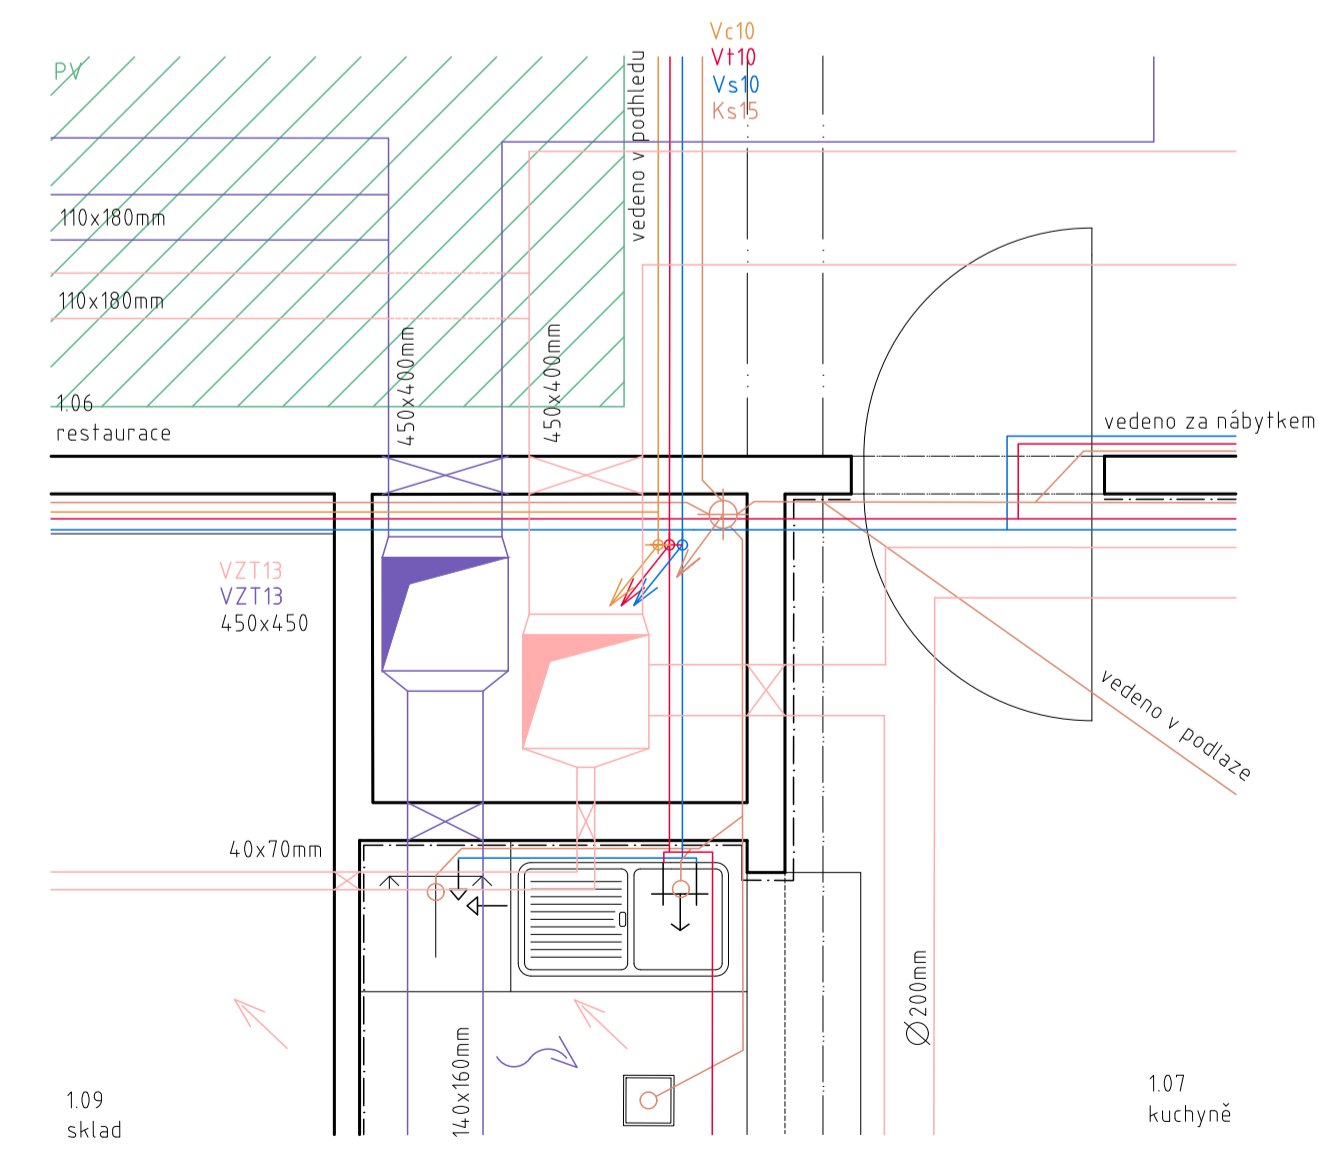 Vc10
Vt10
Vs10
Ks15
PV
vedeno v podhledu
110x180mm
110x180mm
450x400mm
450x400mm
1.06
restaurace
vedeno za nábytkem
VZT13
VZT13
450x450
vedeno v podlaze
40x70mm
Ø200mm
140x160mm
1.09
sklad
1.07
kuchyně